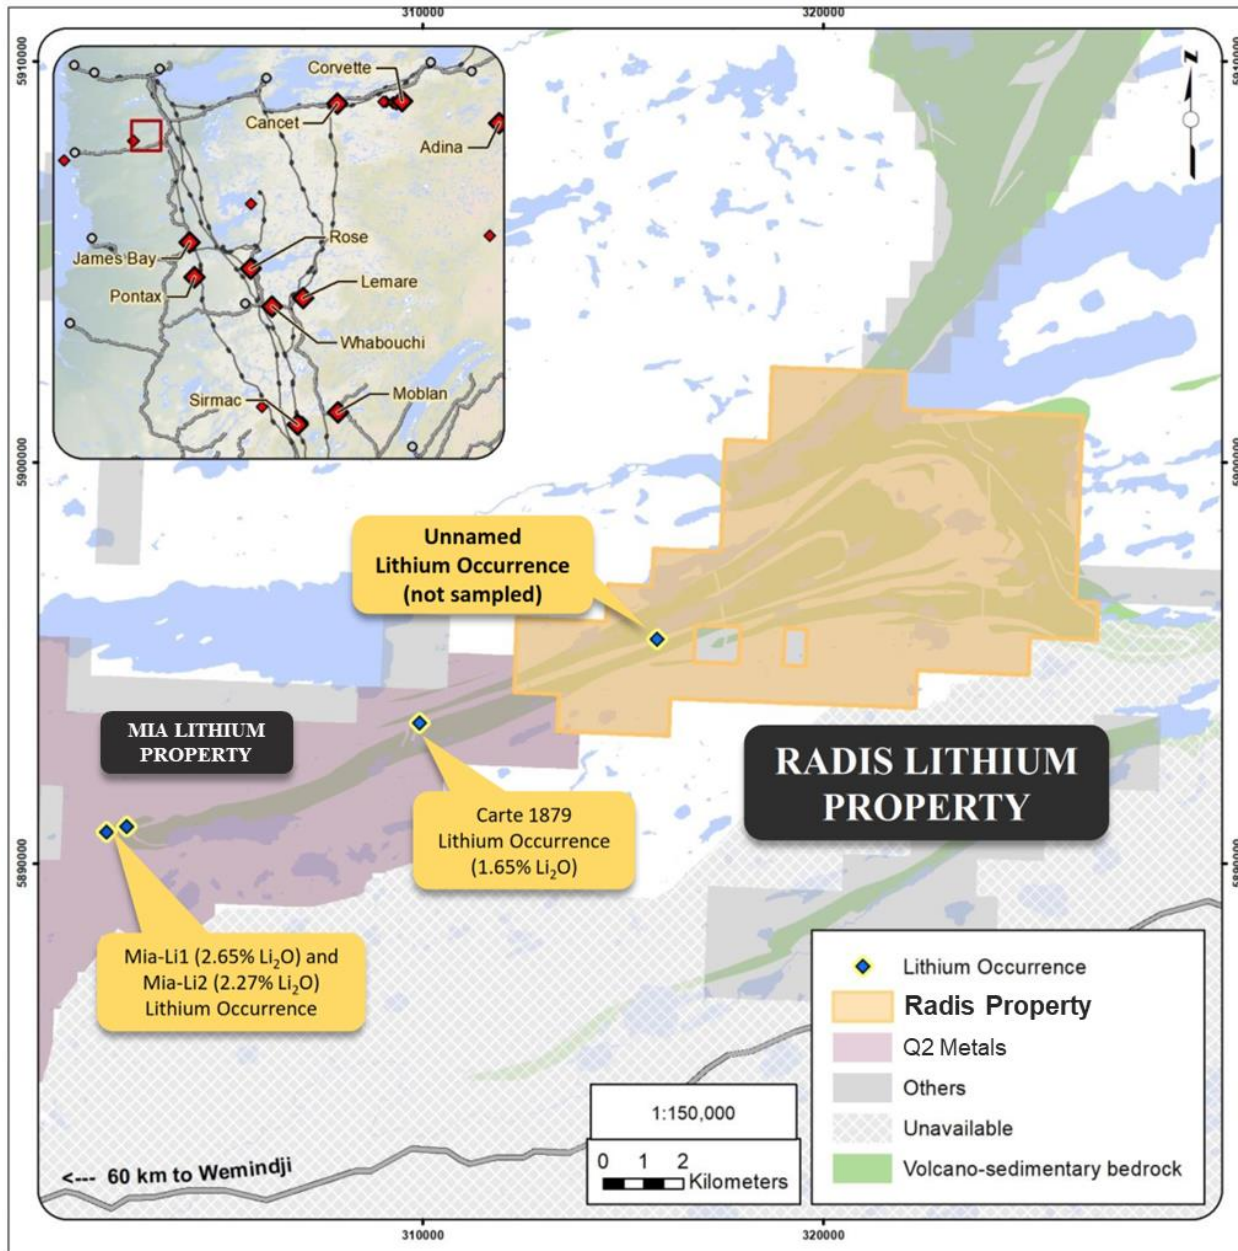 310000
320000
5910000
5910000
Corvette
Cancet
Adina
James Bay
Rose
Pontax
Lemare
Whabouchi
Sirmac
Moblan
N
5900000
5900000
Unnamed
Lithium Occurrence
(not sampled)
MIA LITHIUM
PROPERTY
RADIS LITHIUM
PROPERTY
Carte 1879
Lithium Occurrence
(1.65% Li₂O)
5890000
5890000
Mia-Li1 (2.65% Li₂O) and
Mia-Li2 (2.27% Li₂O)
Lithium Occurrence
Lithium Occurrence
Radis Property
Q2 Metals
Others
Unavailable
Volcano-sedimentary bedrock
1:150,000
0 1 2
Kilometers
<--- 60 km to Wemindji
310000
320000